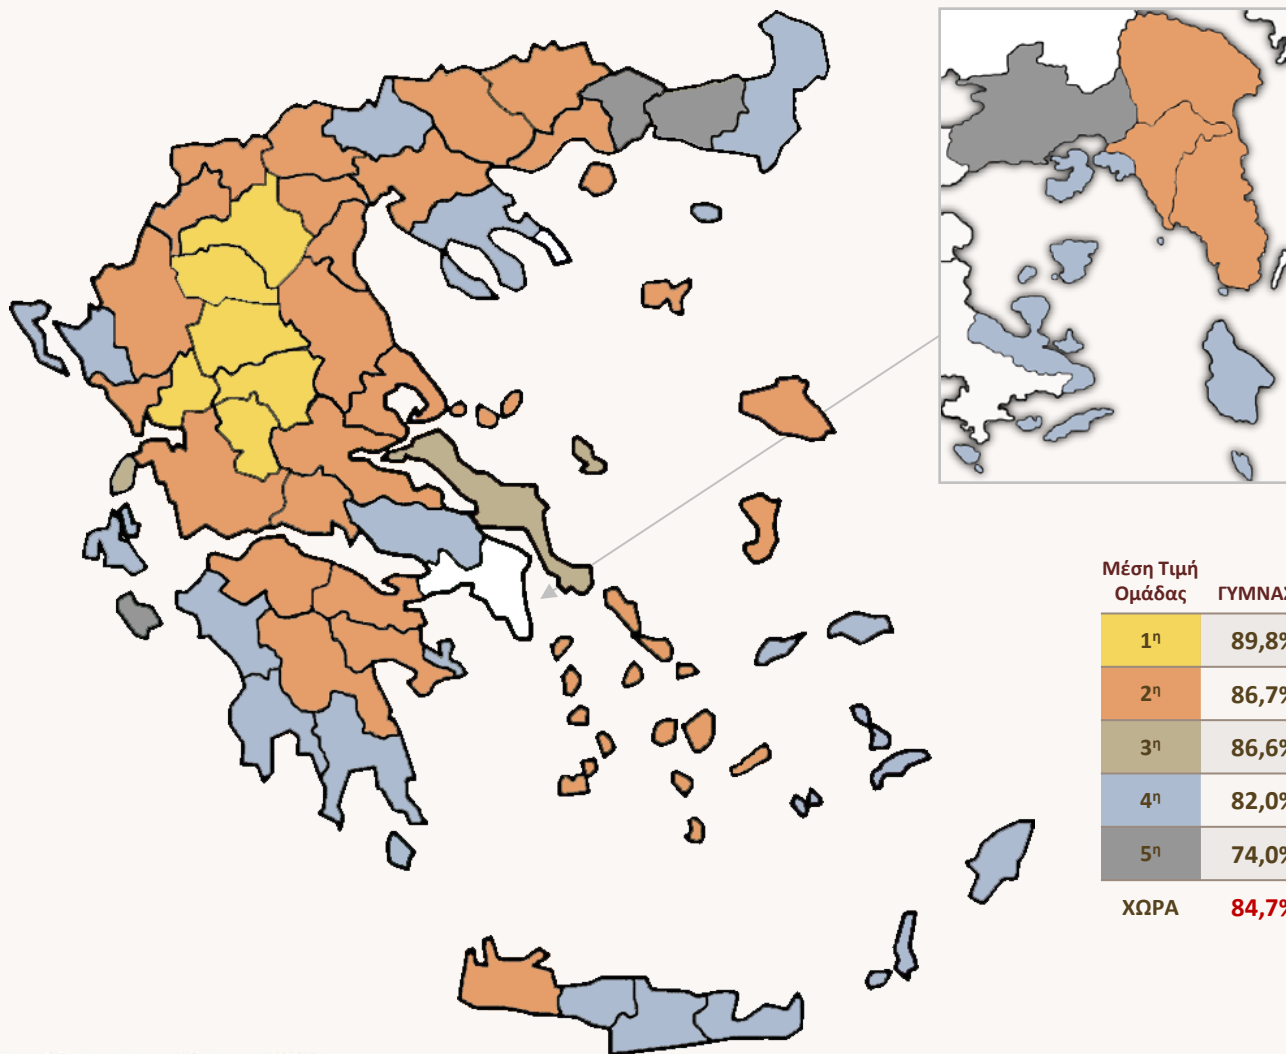 Μέση Τιμή
Ομάδας ΓΥΜΝΑΣ
1η 89,8%
2η 86,7%
3η 86,6%
4η 82,0%
5η 74,0%
ΧΩΡΑ 84,7%